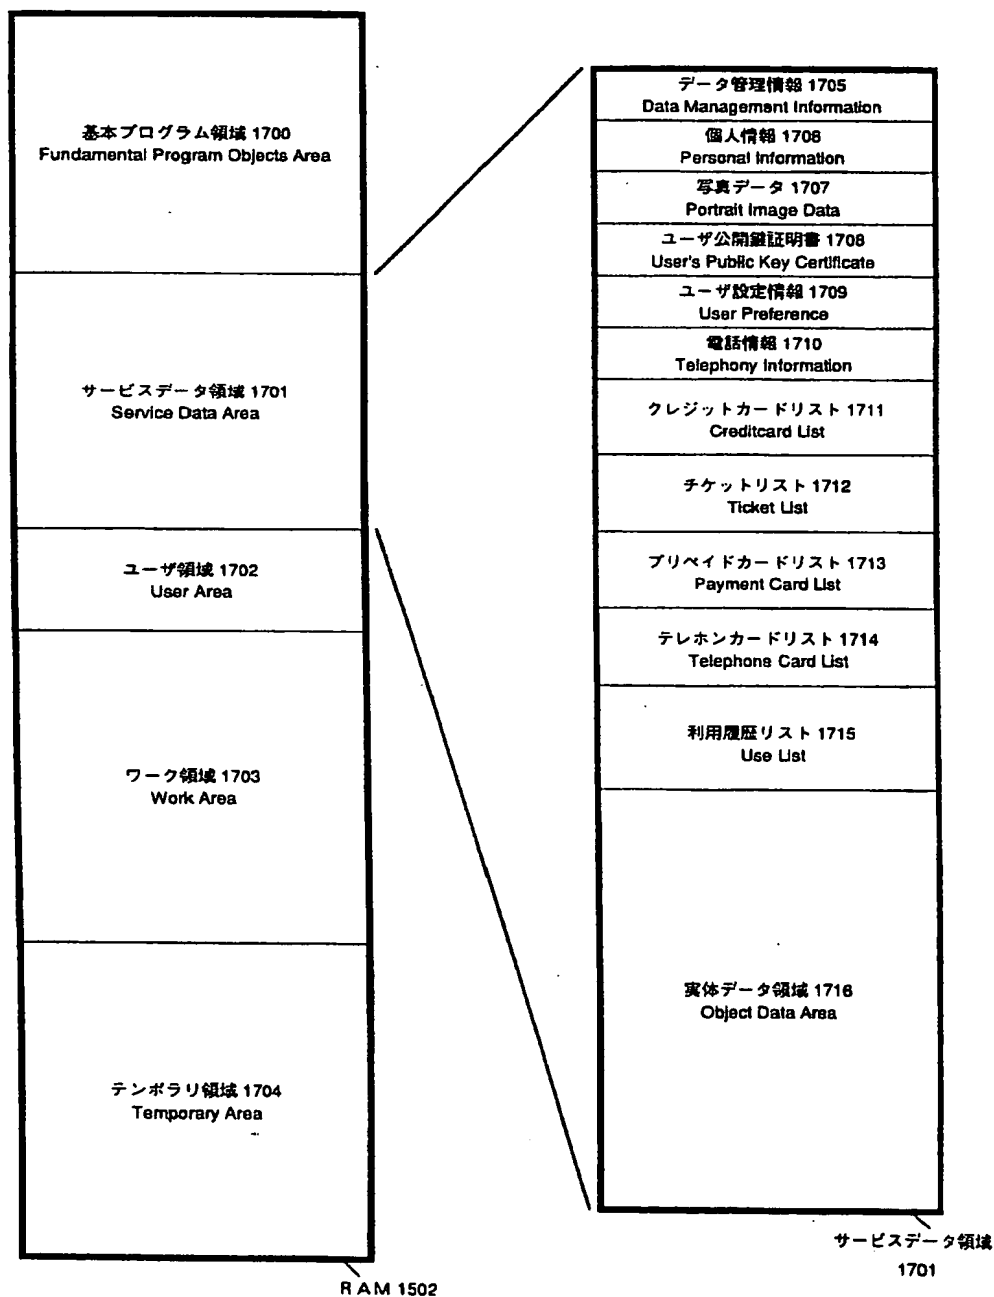 基本プログラム領域 1700
Fundamental Program Objects Area
サービスデータ領域 1701
Service Data Area
ユーザ領域 1702
User Area
ワーク領域 1703
Work Area
テンポラリ領域 1704
Temporary Area
RAM 1502
データ管理情報 1705
Data Management Information
個人情報 1706
Personal Information
写真データ 1707
Portrait Image Data
ユーザ公開鍵証明書 1708
User's Public Key Certificate
ユーザ設定情報 1709
User Preference
電話情報 1710
Telephony Information
クレジットカードリスト 1711
Creditcard List
チケットリスト 1712
Ticket List
プリペイドカードリスト 1713
Payment Card List
テレホンカードリスト 1714
Telephone Card List
利用履歴リスト 1715
Use List
実体データ領域 1716
Object Data Area
サービスデータ領域
1701